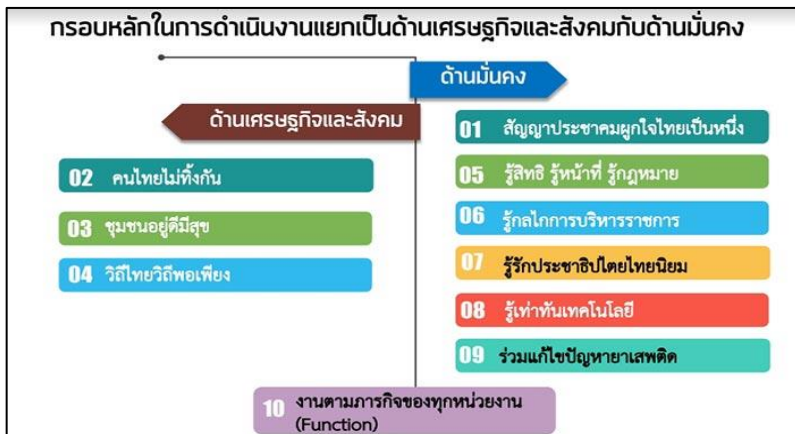 กรอบหลักในการดำเนินงานแยกเป็นด้านเศรษฐกิจและสังคมกับด้านมั่นคง
ด้านมั่นคง
ด้านเศรษฐกิจและสังคม
01 สัญญาประชาคมผูกใจไทยเป็นหนึ่ง
02 คนไทยไม่ทิ้งกัน
05 รู้สิทธิ รู้หน้าที่ รู้กฎหมาย
03 ชุมชนอยู่ดีมีสุข
06 รู้กลไกการบริหารราชการ
04 วิถีไทยวิถีพอเพียง
07 รู้รักประชาธิปไตยไทยนิยม
08 รู้เท่าทันเทคโนโลยี
09 ร่วมแก้ไขปัญหายาเสพติด
10 งานตามภารกิจของทุกหน่วยงาน
(Function)